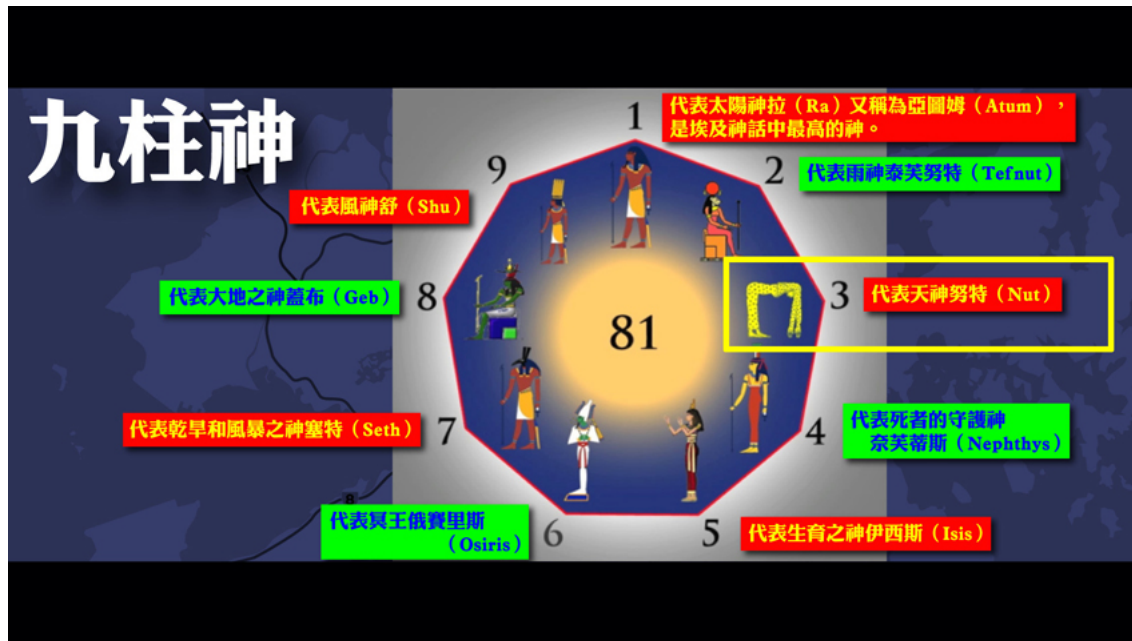 九柱神
1
代表太陽神拉（Ra）又稱為亞圖姆（Atum），
是埃及神話中最高的神。
2
代表雨神泰芙努特（Tefnut）
3
代表天神努特（Nut）
4
代表死者的守護神
奈芙蒂斯（Nephthys）
5
代表生育之神伊西斯（Isis）
6
代表冥王俄賽里斯
（Osiris）
7
代表乾旱和風暴之神塞特（Seth）
8
代表大地之神蓋布（Geb）
9
代表風神舒（Shu）
81
8